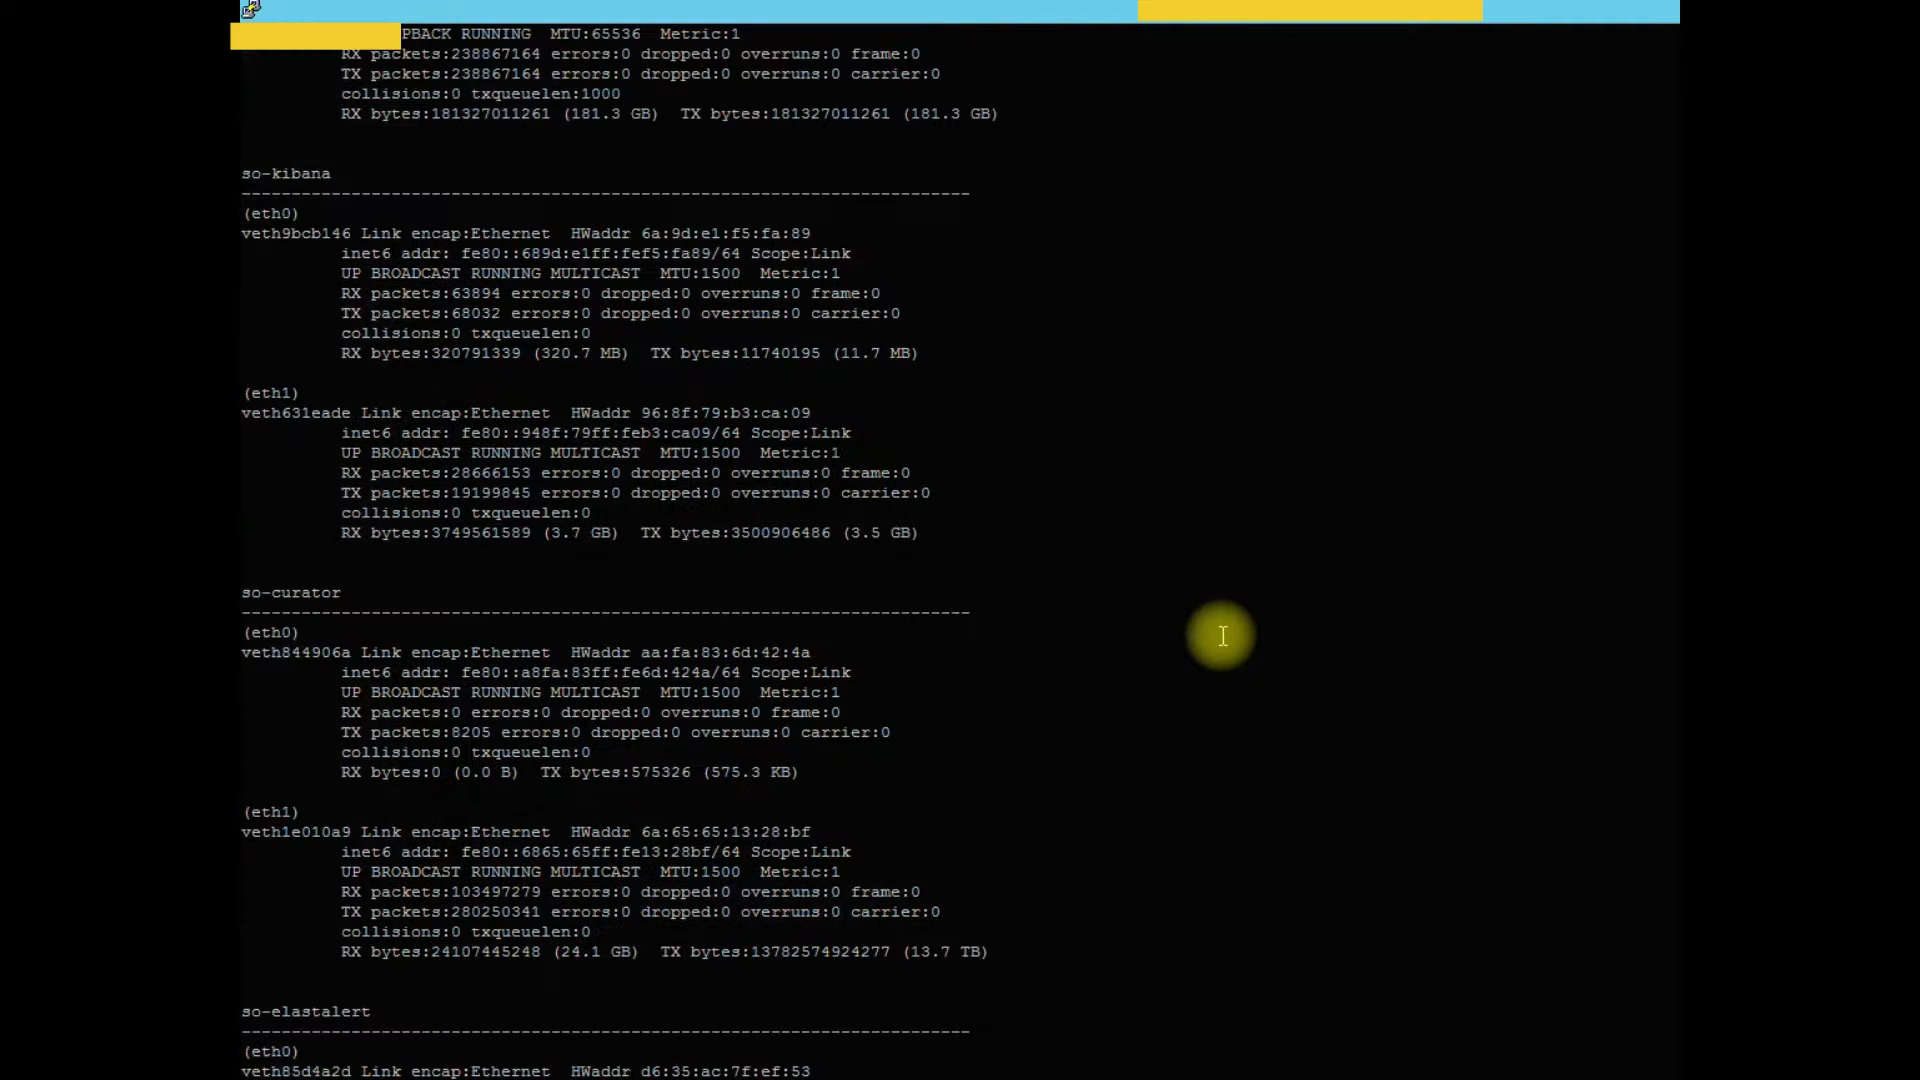 PBACK RUNNING  MTU:65536  Metric:1
RX packets:238867164 errors:0 dropped:0 overruns:0 frame:0
TX packets:238867164 errors:0 dropped:0 overruns:0 carrier:0
collisions:0 txqueuelen:1000
RX bytes:181327011261 (181.3 GB)  TX bytes:181327011261 (181.3 GB)
so-kibana
-------------------------------------------------------------------------
(eth0)
veth9bcb146 Link encap:Ethernet  HWaddr 6a:9d:e1:f5:fa:89
inet6 addr: fe80::689d:e1ff:fef5:fa89/64 Scope:Link
UP BROADCAST RUNNING MULTICAST  MTU:1500  Metric:1
RX packets:63894 errors:0 dropped:0 overruns:0 frame:0
TX packets:68032 errors:0 dropped:0 overruns:0 carrier:0
collisions:0 txqueuelen:0
RX bytes:320791339 (320.7 MB)  TX bytes:11740195 (11.7 MB)
(eth1)
veth631eade Link encap:Ethernet  HWaddr 96:8f:79:b3:ca:09
inet6 addr: fe80::948f:79ff:feb3:ca09/64 Scope:Link
UP BROADCAST RUNNING MULTICAST  MTU:1500  Metric:1
RX packets:28666153 errors:0 dropped:0 overruns:0 frame:0
TX packets:19199845 errors:0 dropped:0 overruns:0 carrier:0
collisions:0 txqueuelen:0
RX bytes:3749561589 (3.7 GB)  TX bytes:3500906486 (3.5 GB)
so-curator
-------------------------------------------------------------------------
(eth0)
veth844906a Link encap:Ethernet  HWaddr aa:fa:83:6d:42:4a
inet6 addr: fe80::a8fa:83ff:fe6d:424a/64 Scope:Link
UP BROADCAST RUNNING MULTICAST  MTU:1500  Metric:1
RX packets:0 errors:0 dropped:0 overruns:0 frame:0
TX packets:8205 errors:0 dropped:0 overruns:0 carrier:0
collisions:0 txqueuelen:0
RX bytes:0 (0.0 B)  TX bytes:575326 (575.3 KB)
(eth1)
veth1e010a9 Link encap:Ethernet  HWaddr 6a:65:65:13:28:bf
inet6 addr: fe80::6865:65ff:fe13:28bf/64 Scope:Link
UP BROADCAST RUNNING MULTICAST  MTU:1500  Metric:1
RX packets:103497279 errors:0 dropped:0 overruns:0 frame:0
TX packets:280250341 errors:0 dropped:0 overruns:0 carrier:0
collisions:0 txqueuelen:0
RX bytes:24107445248 (24.1 GB)  TX bytes:13782574924277 (13.7 TB)
so-elastalert
-------------------------------------------------------------------------
(eth0)
veth85d4a2d Link encap:Ethernet  HWaddr d6:35:ac:7f:ef:53